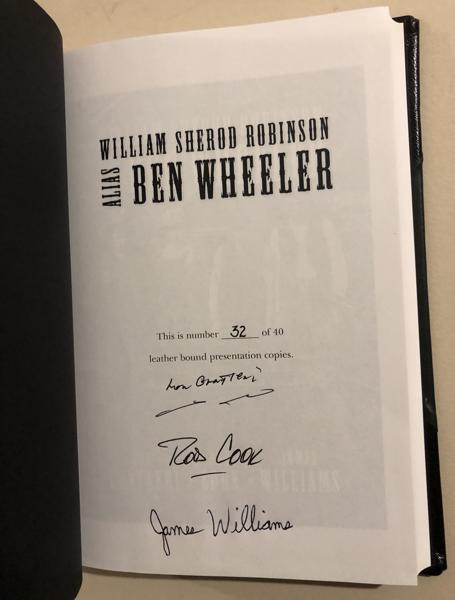 WILLIAM SHEROD ROBINSON
ALIAS BEN WHEELER
This is number 32 of 40
leather bound presentation copies.
Rod Cook
James Williams